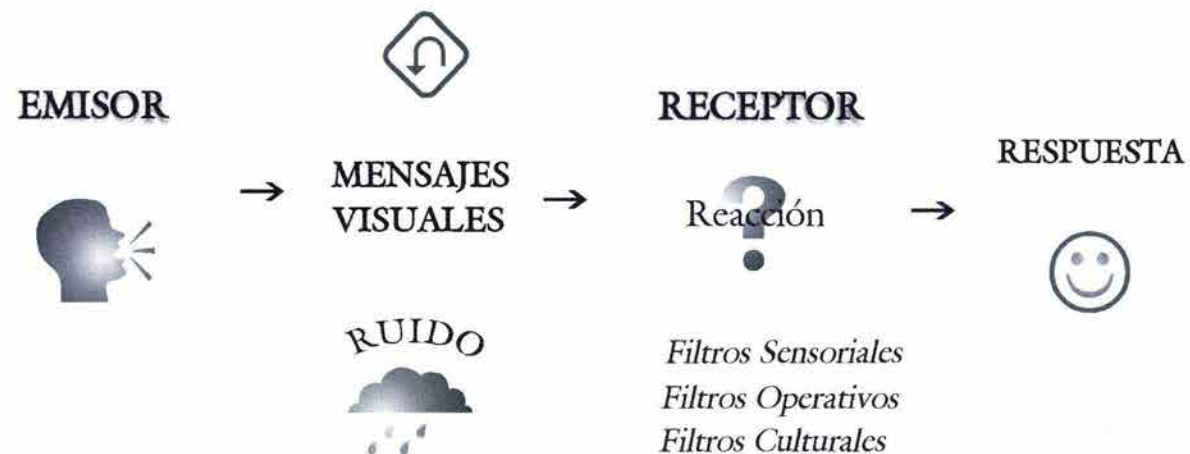 EMISOR
MENSAJES
VISUALES
RUIDO
RECEPTOR
Reacción
Filtros Sensoriales
Filtros Operativos
Filtros Culturales
RESPUESTA